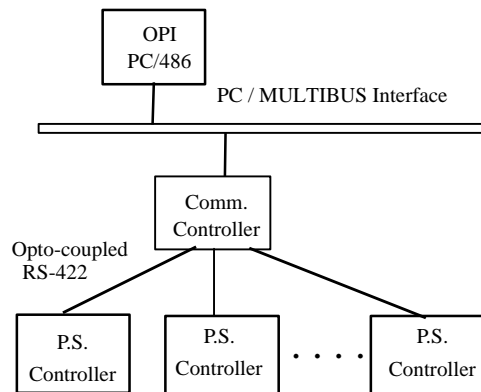 OPI
PC/486
PC / MULTIBUS Interface
Comm.
Controller
Opto-coupled
RS-422
P.S.
Controller
P.S.
Controller
. . . .
P.S.
Controller